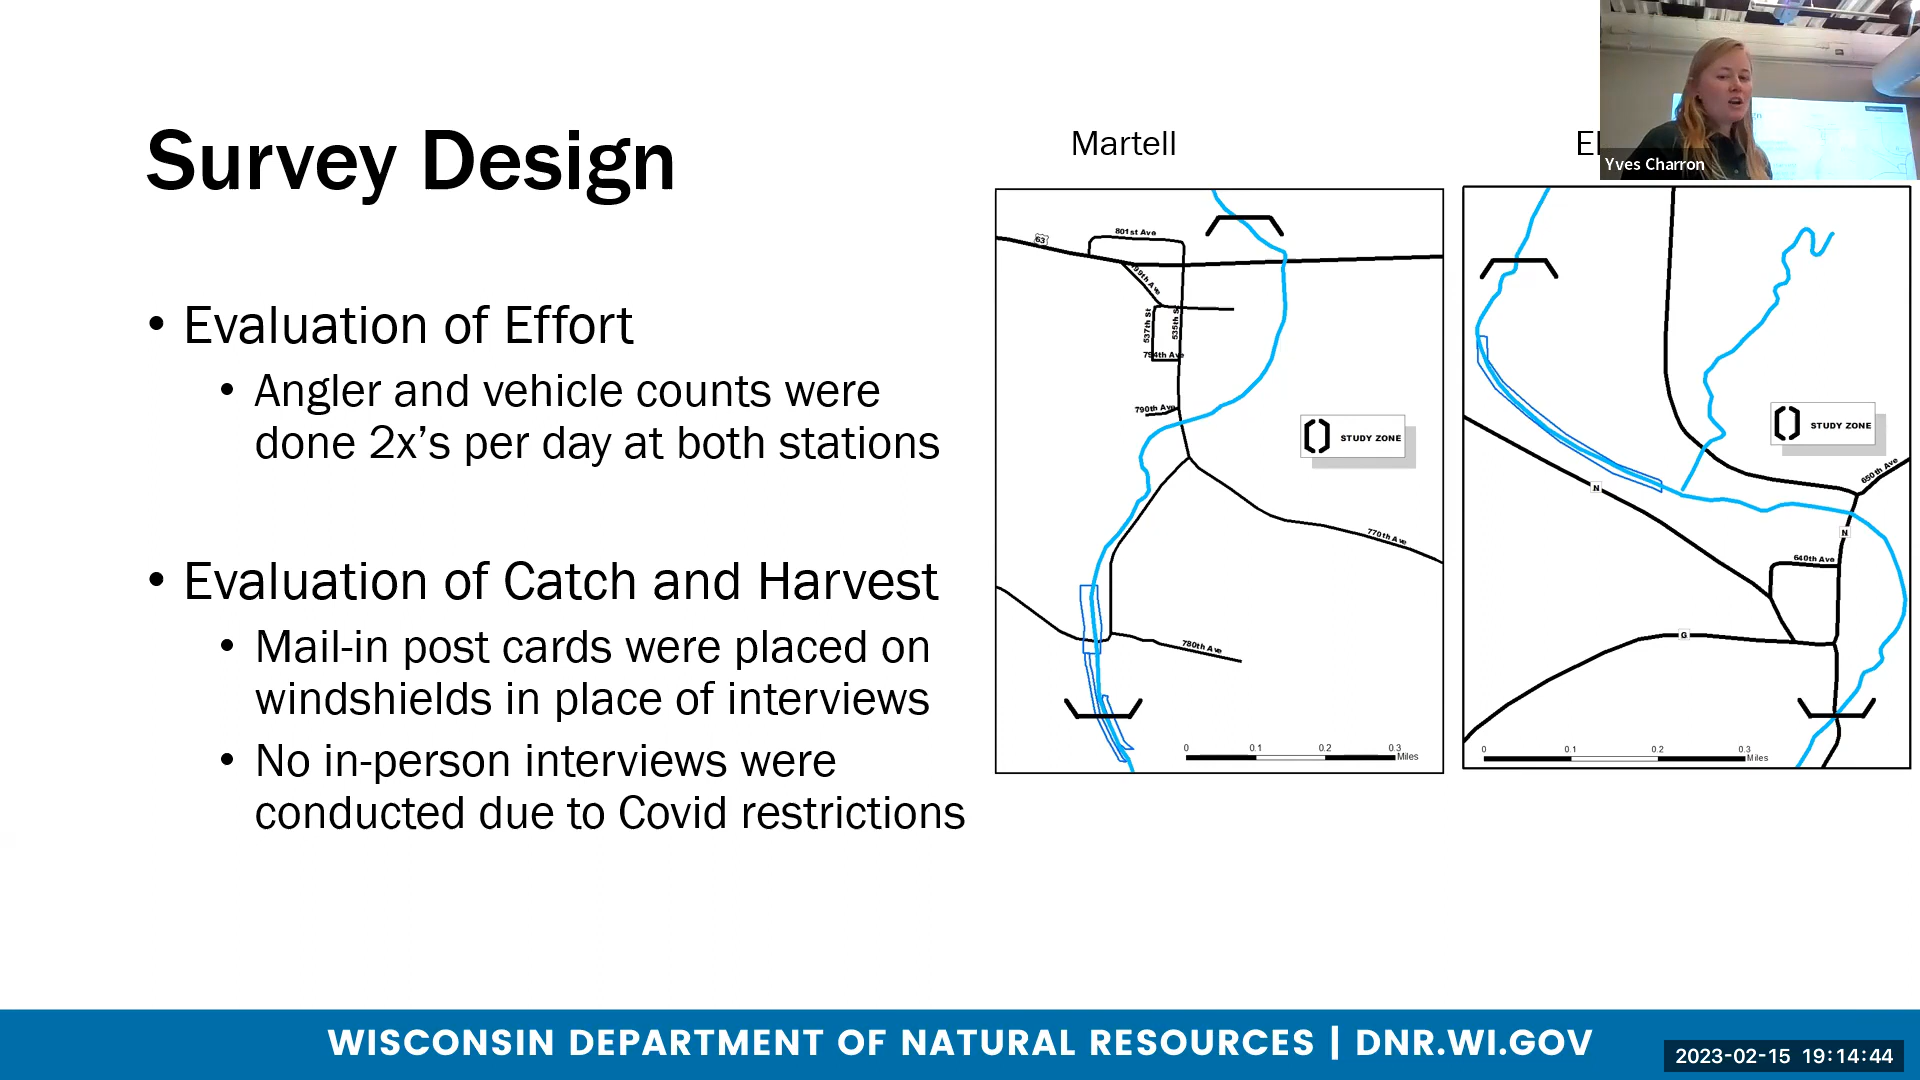 Survey Design
• Evaluation of Effort
• Angler and vehicle counts were
done 2x’s per day at both stations
• Evaluation of Catch and Harvest
• Mail-in post cards were placed on
windshields in place of interviews
• No in-person interviews were
conducted due to Covid restrictions
Martell
63
801st Ave
537th St
794th Ave
790th Ave
STUDY ZONE
770th Ave
780th Ave
0 0.1 0.2 0.3
Miles
Yves Charron
STUDY ZONE
650th Ave
N
N
640th Ave
G
0 0.1 0.2 0.3
Miles
WISCONSIN DEPARTMENT OF NATURAL RESOURCES | DNR.WI.GOV
2023-02-15 19:14:44